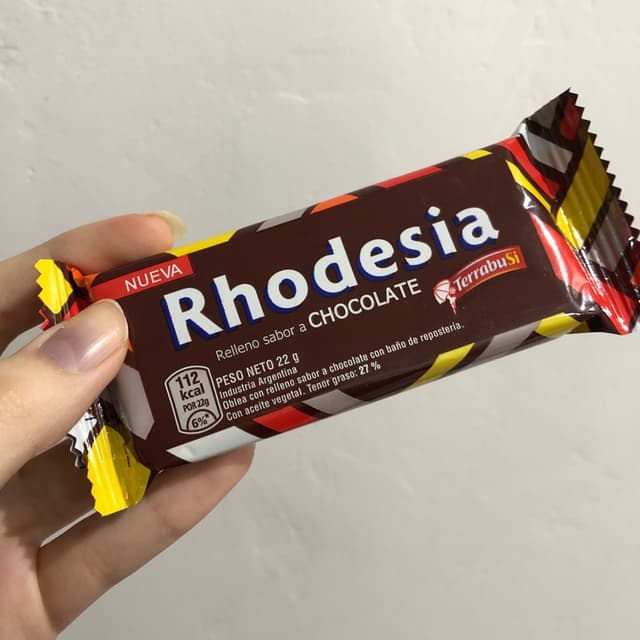 NUEVA
Rhodesia
Relleno sabor a CHOCOLATE
TerrabuSi
112
kcal
POR 22g
6%*
PESO NETO 22 g
Industria Argentina
Oblea con relleno sabor a chocolate con baño de repostería.
Con aceite vegetal. Tenor graso: 27 %